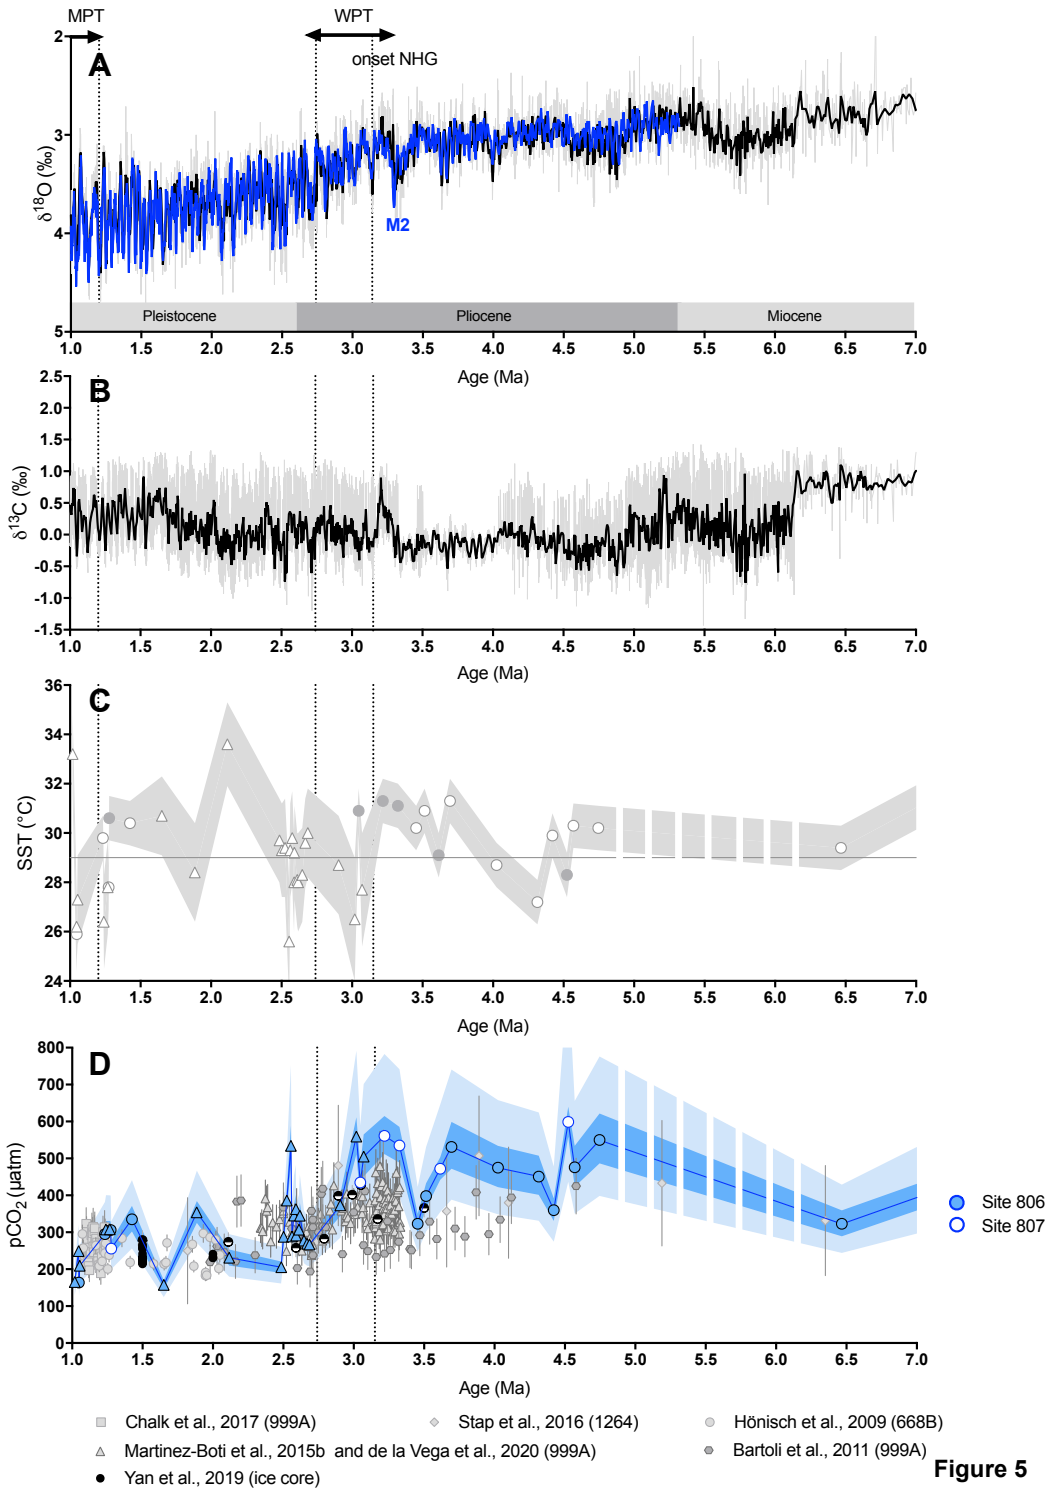 MPT WPT
onset NHG
A
2
3
4
5
δ18O (‰)
M2
Pleistocene Pliocene Miocene
1.0 1.5 2.0 2.5 3.0 3.5 4.0 4.5 5.0 5.5 6.0 6.5 7.0
Age (Ma)
B
2.5
2.0
1.5
1.0
0.5
0.0
-0.5
-1.0
-1.5
δ13C (‰)
1.0 1.5 2.0 2.5 3.0 3.5 4.0 4.5 5.0 5.5 6.0 6.5 7.0
Age (Ma)
C
36
34
32
30
28
26
24
SST (°C)
1.0 1.5 2.0 2.5 3.0 3.5 4.0 4.5 5.0 5.5 6.0 6.5 7.0
Age (Ma)
D
800
700
600
500
400
300
200
100
0
pCO2 (µatm)
1.0 1.5 2.0 2.5 3.0 3.5 4.0 4.5 5.0 5.5 6.0 6.5 7.0
Age (Ma)
Site 806
Site 807
Chalk et al., 2017 (999A) Stap et al., 2016 (1264) Hönisch et al., 2009 (668B)
Martinez-Boti et al., 2015b and de la Vega et al., 2020 (999A) Bartoli et al., 2011 (999A)
Yan et al., 2019 (ice core)
Figure 5